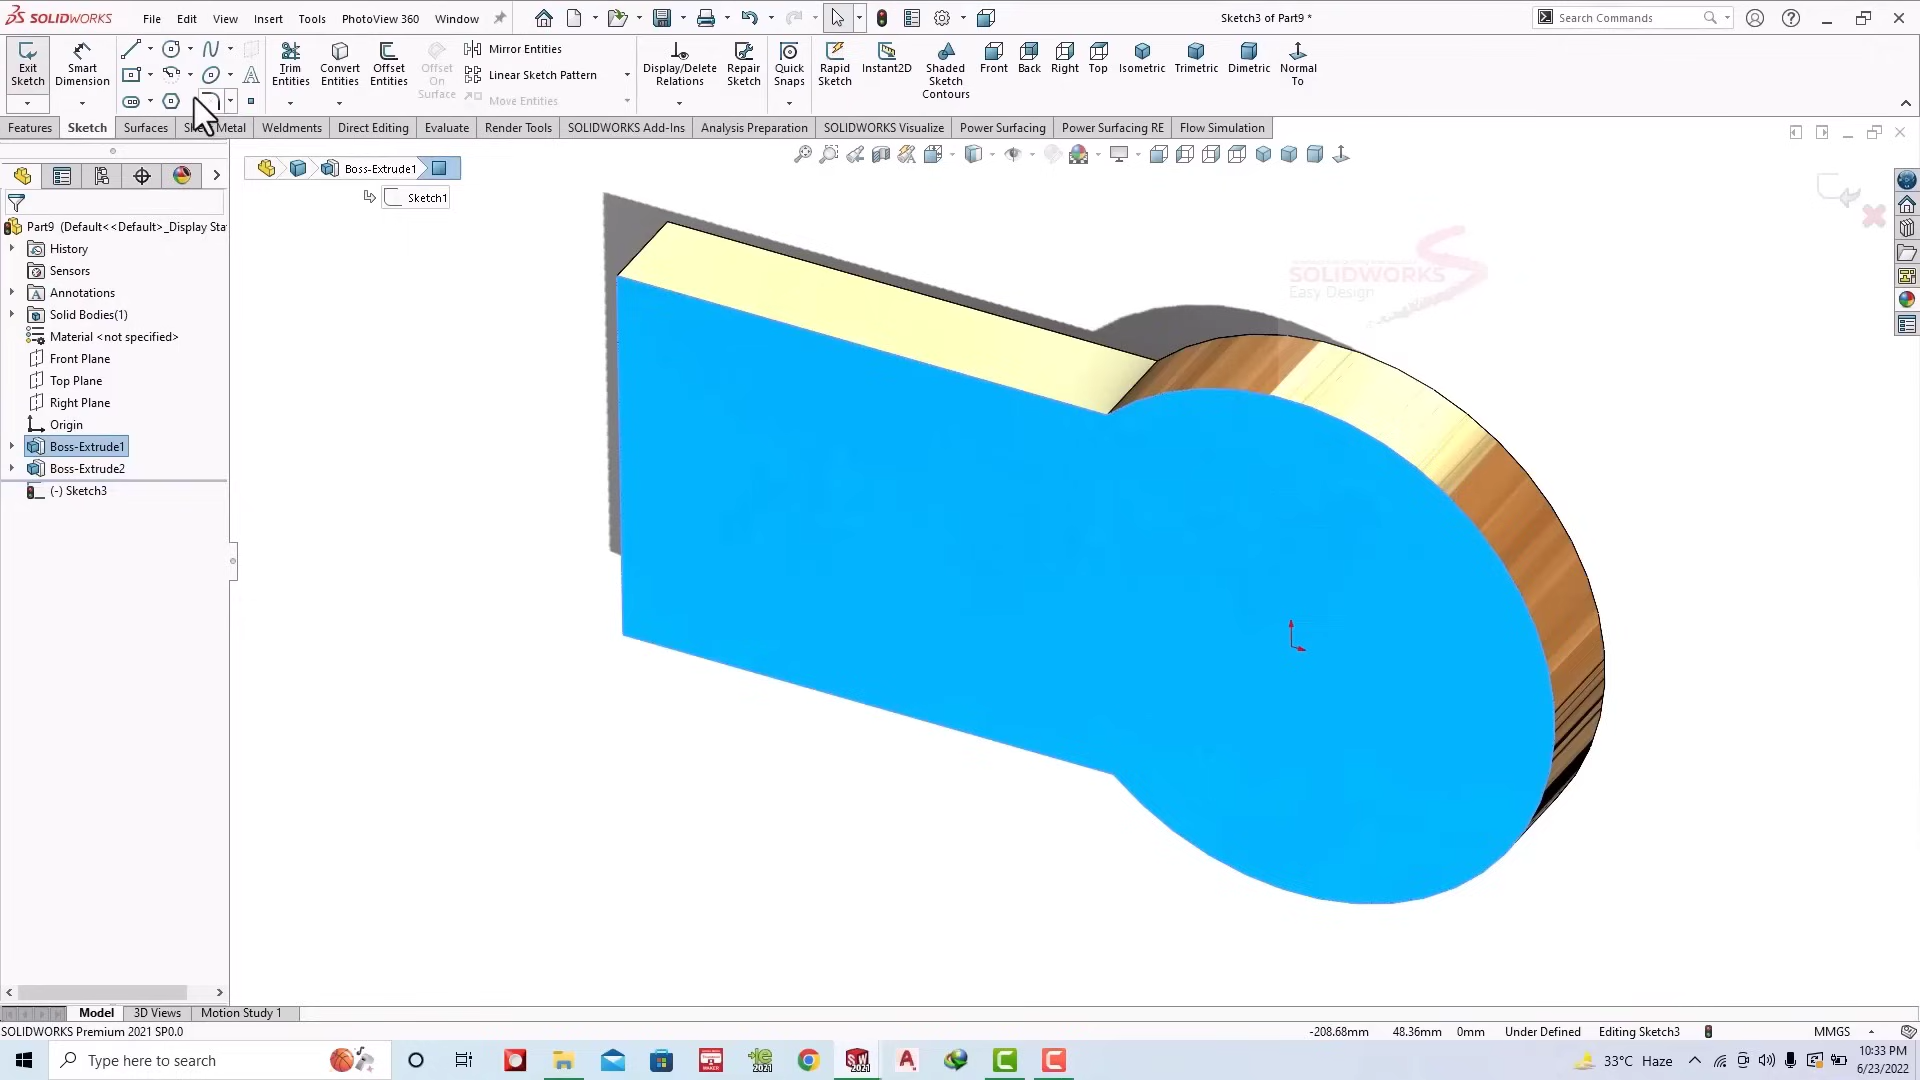 SOLIDWORKS File Edit View Insert Tools PhotoView 360 Window
Sketch3 of Part9 *
Search Commands
Exit Sketch
Smart Dimension
Trim Entities
Convert Entities
Offset Entities
Offset On Surface
Mirror Entities
Linear Sketch Pattern
Move Entities
Display/Delete Relations
Repair Sketch
Quick Snaps
Rapid Sketch
Instant2D
Shaded Sketch Contours
Front
Back
Right
Top
Isometric
Trimetric
Dimetric
Normal To
Features Sketch Surfaces Metal Weldments Direct Editing Evaluate Render Tools SOLIDWORKS Add-Ins Analysis Preparation SOLIDWORKS Visualize Power Surfacing Power Surfacing RE Flow Simulation
Boss-Extrude1
Sketch1
Part9 (Default<<Default>_Display Sta
History
Sensors
Annotations
Solid Bodies(1)
Material <not specified>
Front Plane
Top Plane
Right Plane
Origin
Boss-Extrude1
Boss-Extrude2
(-) Sketch3
SOLIDWORKS
Easy Design
Model 3D Views Motion Study 1
SOLIDWORKS Premium 2021 SP0.0
-208.68mm 48.36mm 0mm Under Defined Editing Sketch3 MMGS
Type here to search
33°C Haze
10:33 PM
6/23/2022